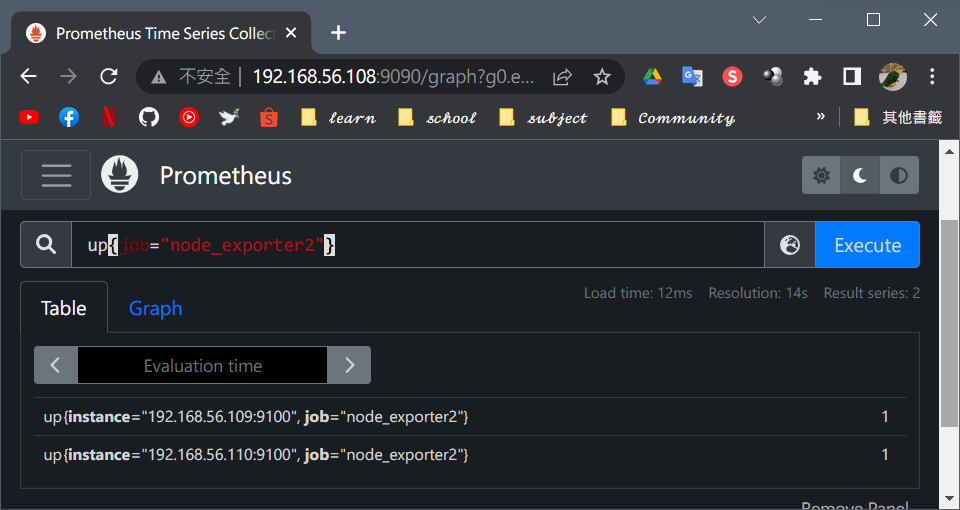 Prometheus Time Series Collec
不安全 | 192.168.56.108:9090/graph?g0.e...
learn school subject Community » 其他書籤
Prometheus
up{job="node_exporter2"} Execute
Load time: 12ms Resolution: 14s Result series: 2
Table Graph
Evaluation time
up{instance="192.168.56.109:9100", job="node_exporter2"} 1
up{instance="192.168.56.110:9100", job="node_exporter2"} 1
Remove Panel